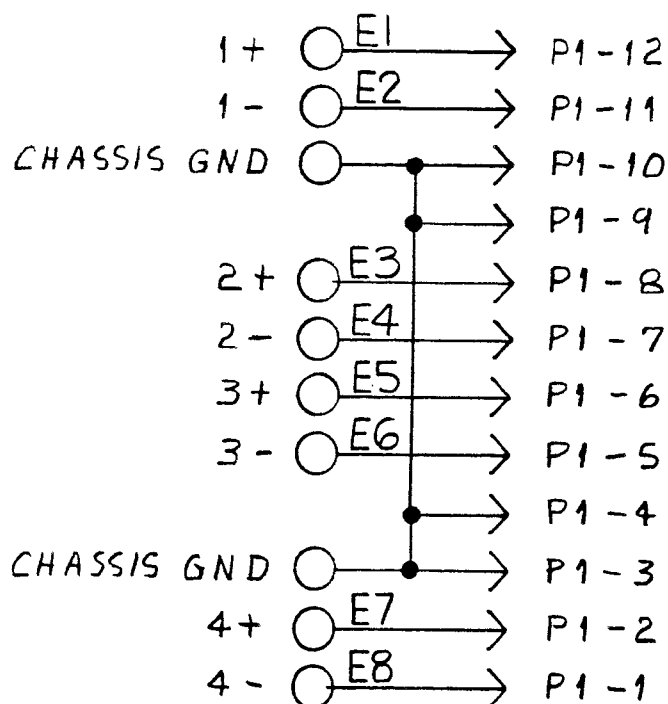 1+ E1 P1-12
1- E2 P1-11
CHASSIS GND P1-10
P1-9
2+ E3 P1-8
2- E4 P1-7
3+ E5 P1-6
3- E6 P1-5
P1-4
CHASSIS GND P1-3
4+ E7 P1-2
4- E8 P1-1